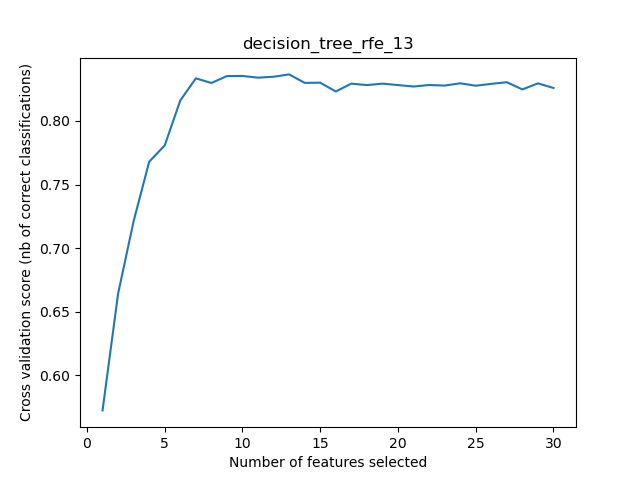 decision_tree_rfe_13
Cross validation score (nb of correct classifications)
0.80
0.75
0.70
0.65
0.60
0 5 10 15 20 25 30
Number of features selected